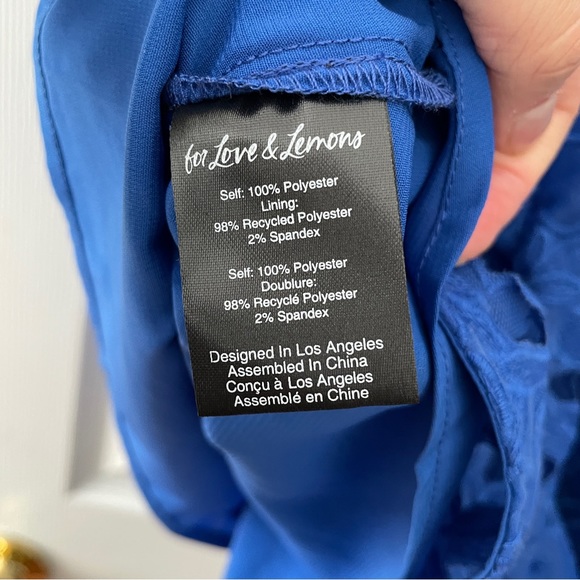 for Love & Lemons
Self: 100% Polyester
Lining:
98% Recycled Polyester
2% Spandex
Self: 100% Polyester
Doublure:
98% Recyclé Polyester
2% Spandex
Designed In Los Angeles
Assembled In China
Conçu à Los Angeles
Assemblé en Chine